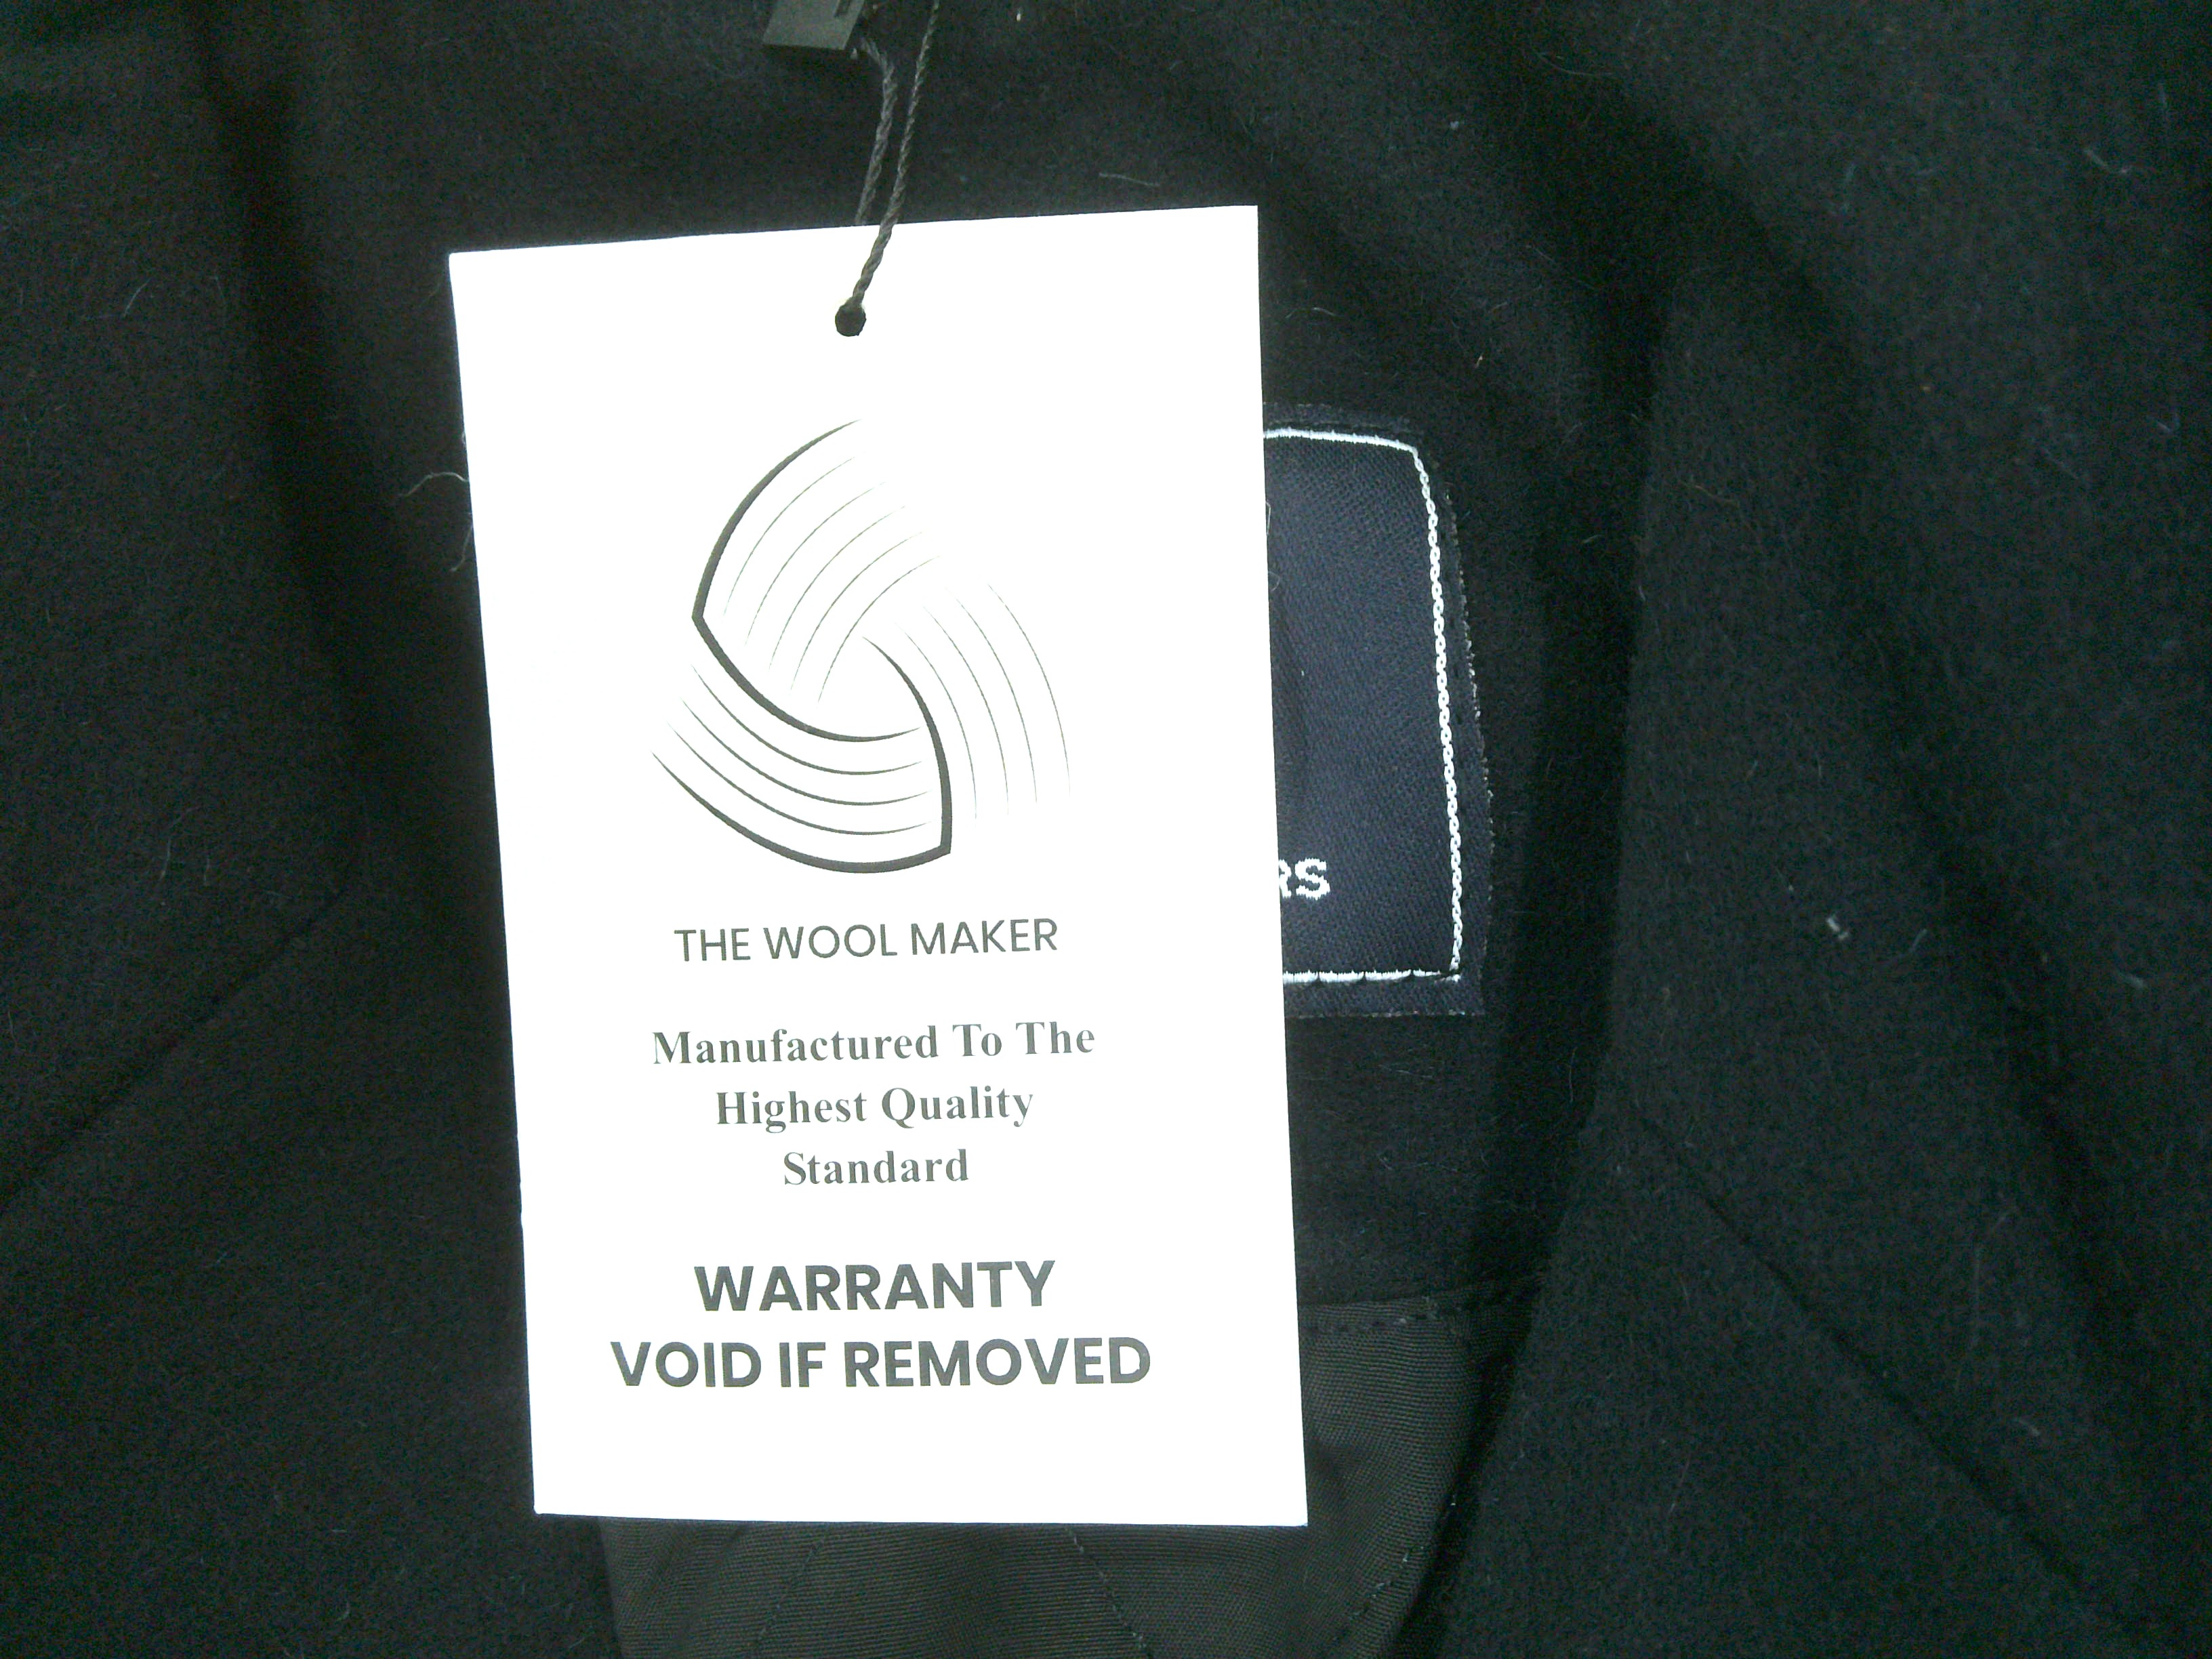 THE WOOL MAKER
Manufactured To The
Highest Quality
Standard
WARRANTY
VOID IF REMOVED